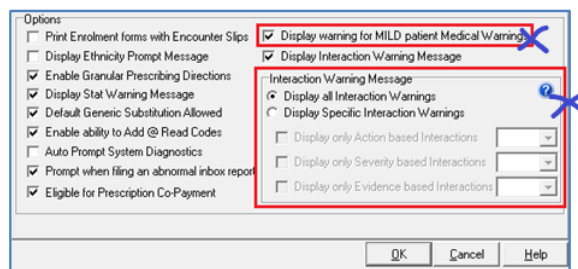 Options
Print Enrolment forms with Encounter Slips
Display Ethnicity Prompt Message
Enable Granular Prescribing Directions
Display Stat Warning Message
Default Generic Substitution Allowed
Enable ability to Add @ Read Codes
Auto Prompt System Diagnostics
Prompt when filing an abnormal inbox report
Eligible for Prescription Co-Payment
Display warning for MILD patient Medical Warnings
Display Interaction Warning Message
Interaction Warning Message
?
Display all Interaction Warnings
Display Specific Interaction Warnings
Display only Action based Interactions
Display only Severity based Interactions
Display only Evidence based Interactions
OK Cancel Help